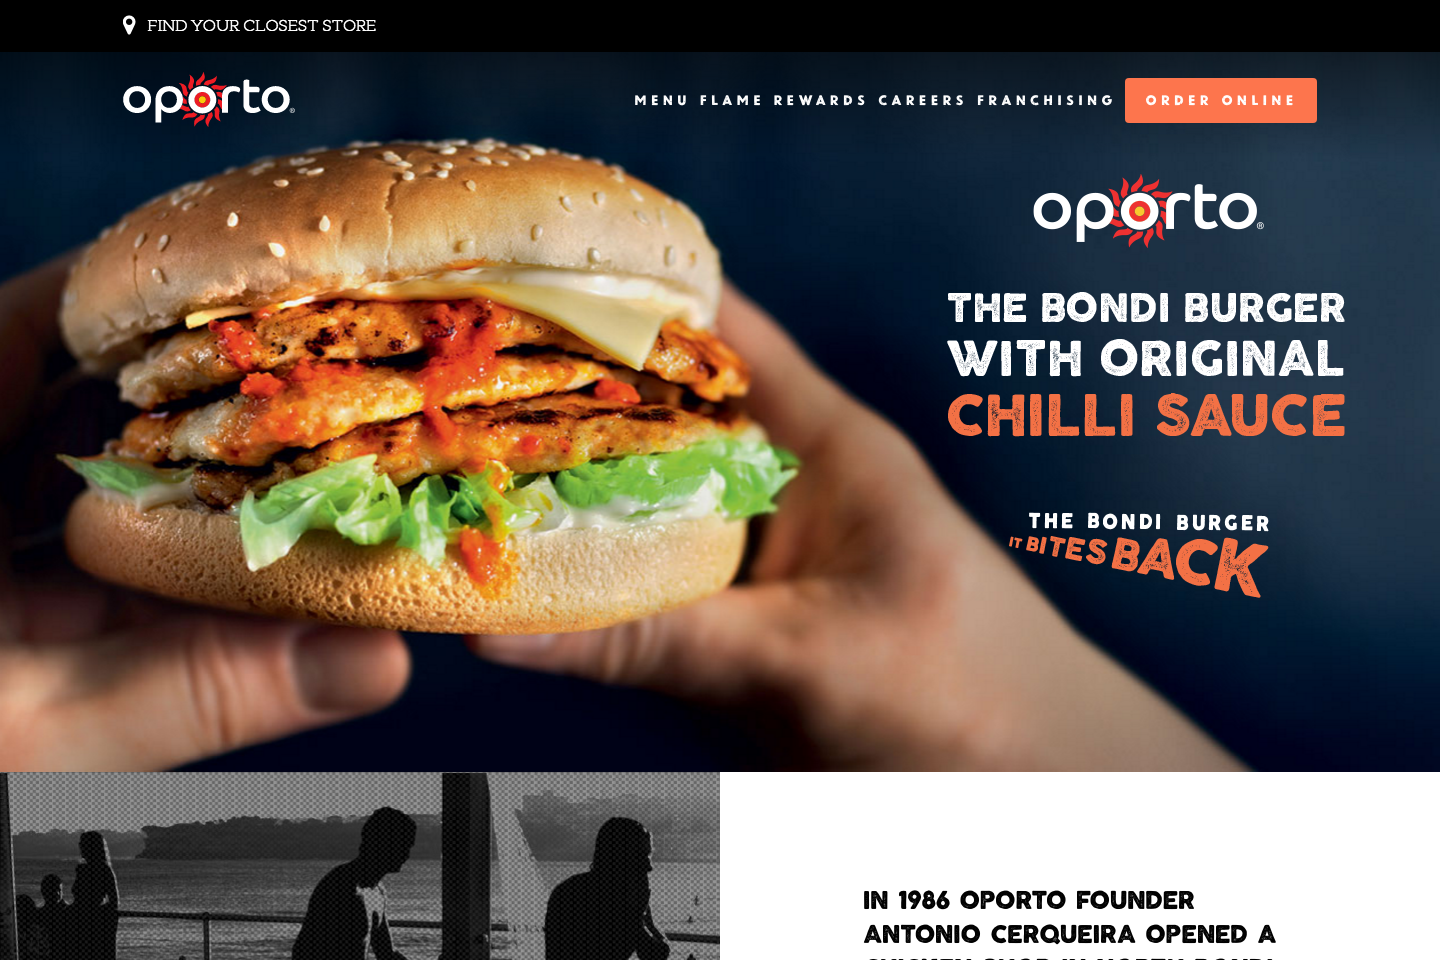 FIND YOUR CLOSEST STORE
oporto®
MENU FLAME REWARDS CAREERS FRANCHISING ORDER ONLINE
oporto®
THE BONDI BURGER
WITH ORIGINAL
CHILLI SAUCE
THE BONDI BURGER
IT BITES BACK
IN 1986 OPORTO FOUNDER
ANTONIO CERQUEIRA OPENED A